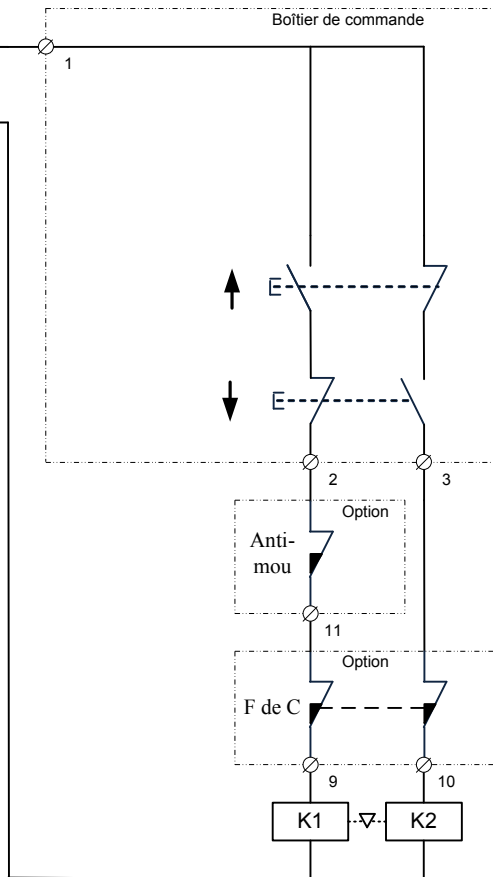 Boîtier de commande
1
2
3
Option
Anti-
mou
11
Option
F de C
9
10
K1
K2